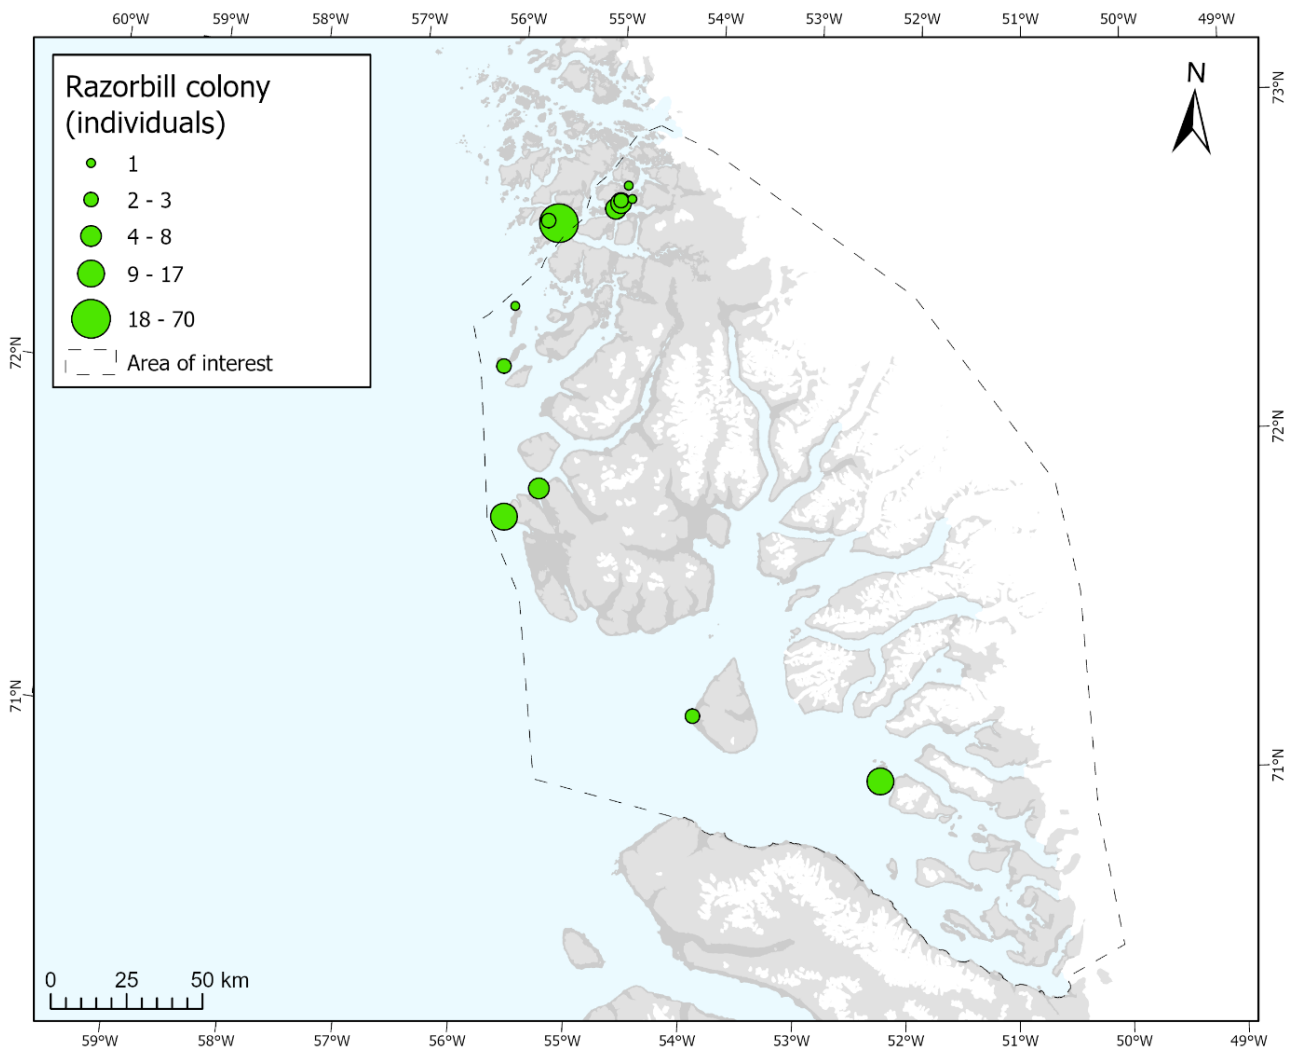 60°W 59°W 58°W 57°W 56°W 55°W 54°W 53°W 52°W 51°W 50°W 49°W
Razorbill colony
(individuals)
1
2 - 3
4 - 8
9 - 17
18 - 70
Area of interest
N
73°N
72°N
72°N
71°N
71°N
0 25 50 km
59°W 58°W 57°W 56°W 55°W 54°W 53°W 52°W 51°W 50°W 49°W